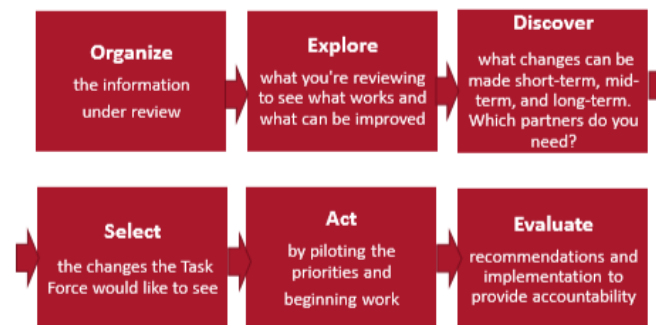 Organize
the information
under review
Explore
what you're reviewing
to see what works and
what can be improved
Discover
what changes can be
made short-term, mid-
term, and long-term.
Which partners do you
need?
Select
the changes the Task
Force would like to see
Act
by piloting the
priorities and
beginning work
Evaluate
recommendations and
implementation to
provide accountability